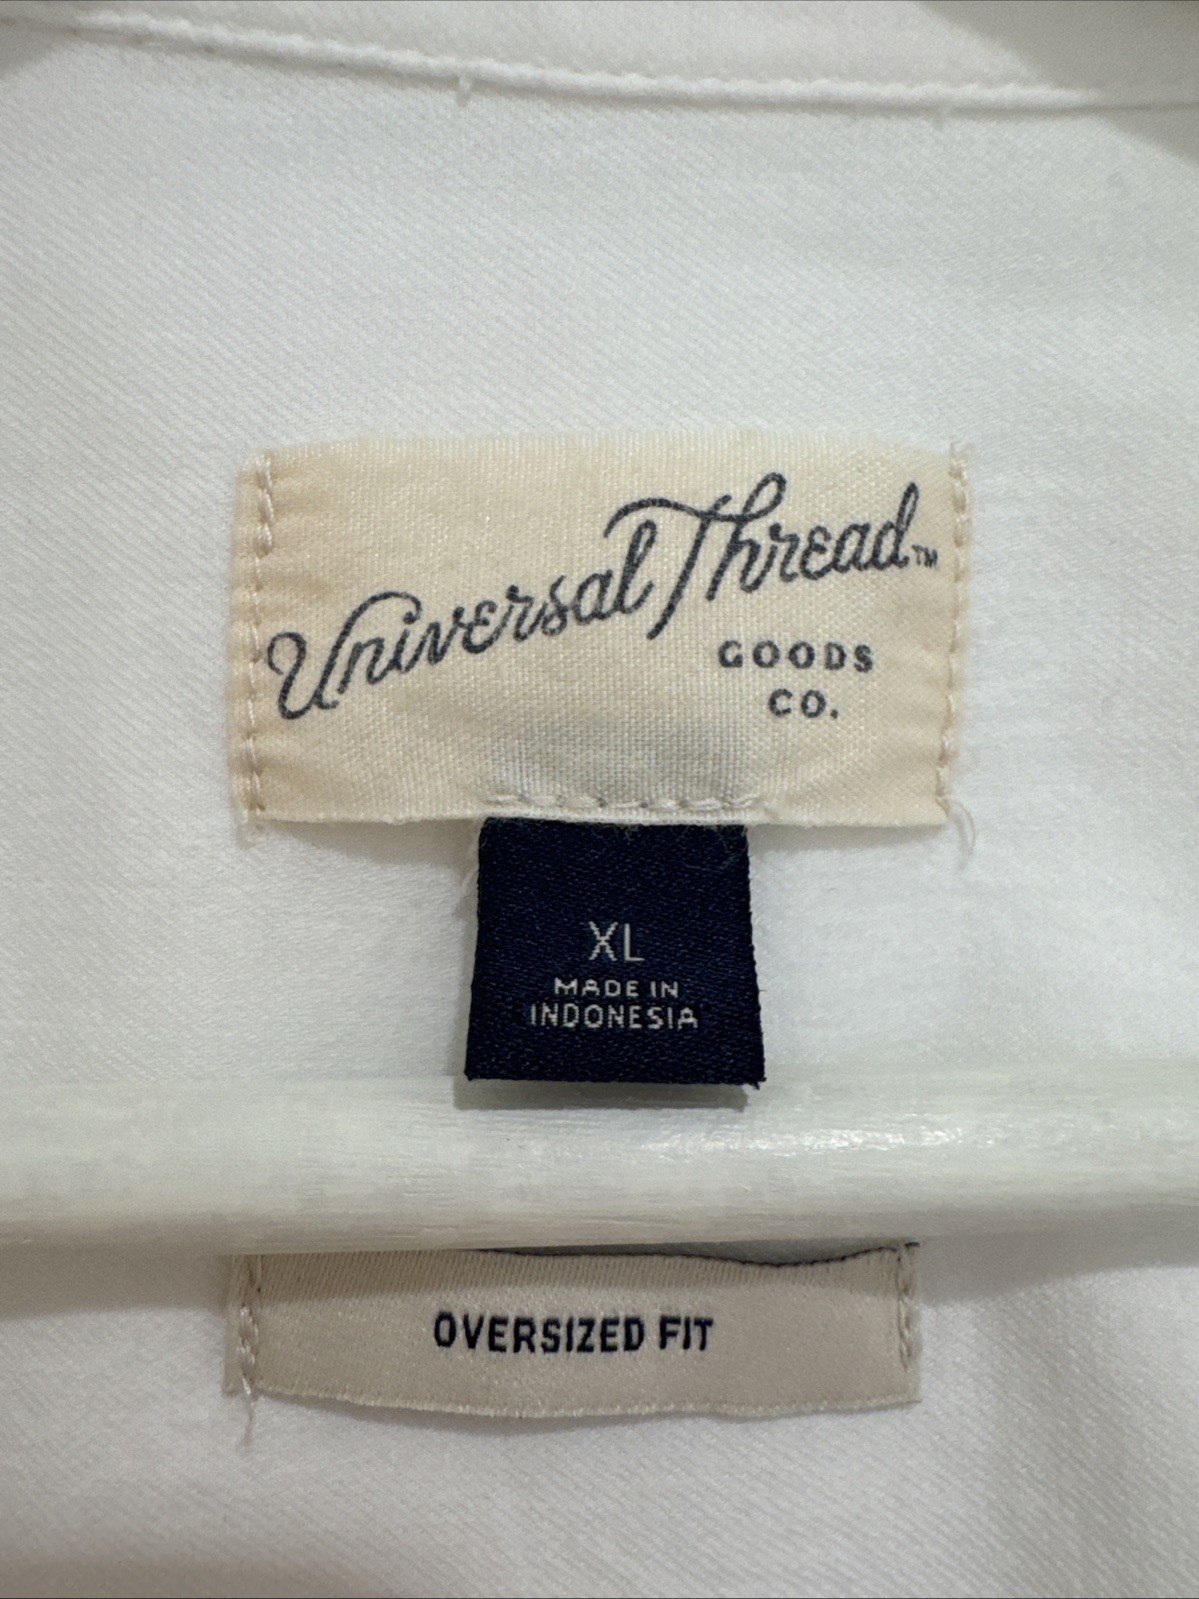 Universal Thread™
GOODS
CO.
XL
MADE IN
INDONESIA
OVERSIZED FIT